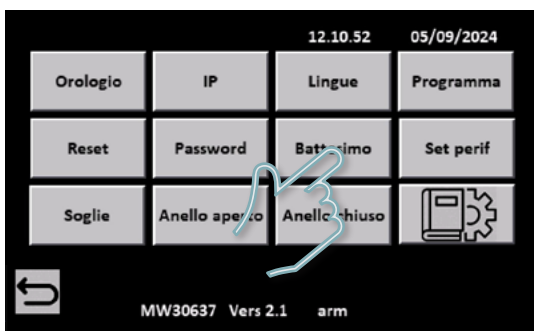 12.10.52 05/09/2024
Orologio IP Lingue Programma
Reset Password Battesimo Set perif
Soglie Anello aperto Anello chiuso
MW30637 Vers 2.1 arm